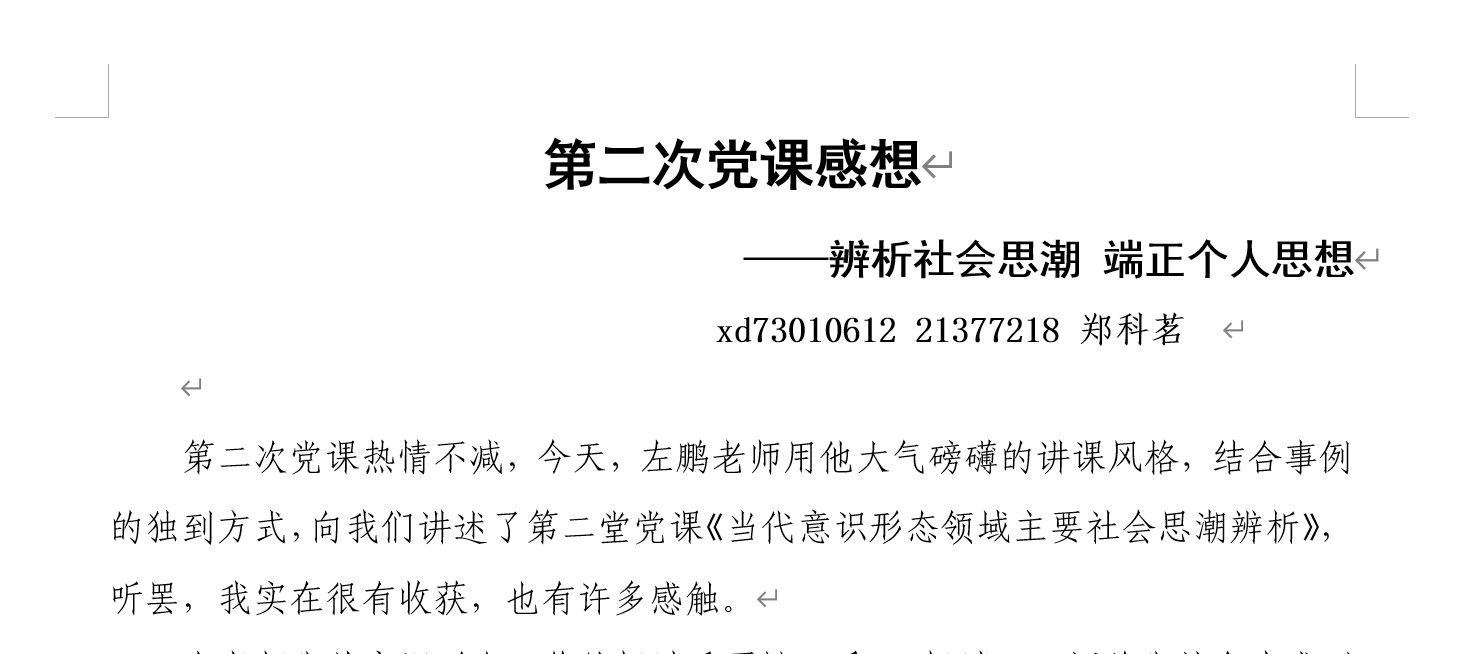 第二次党课感想
——辨析社会思潮 端正个人思想
xd73010612 21377218 郑科茗
第二次党课热情不减，今天，左鹏老师用他大气磅礴的讲课风格，结合事例
的独到方式，向我们讲述了第二堂党课《当代意识形态领域主要社会思潮辨析》，
听罢，我实在很有收获，也有许多感触。